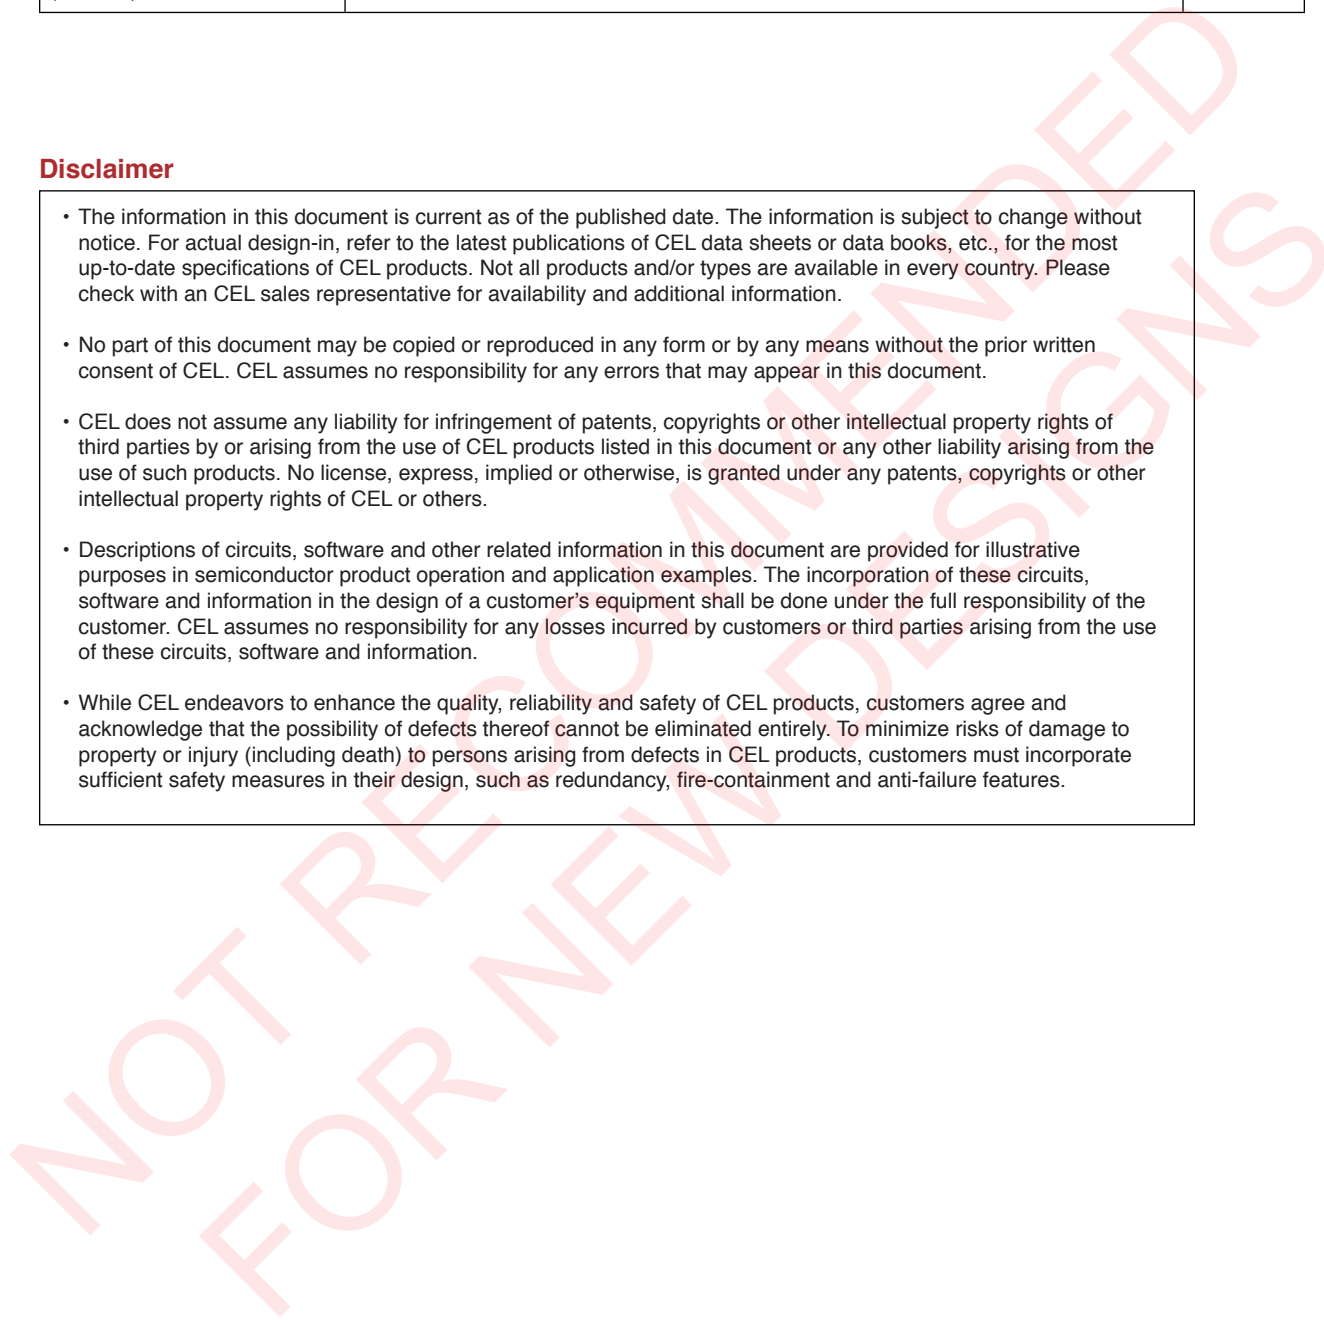 Disclaimer
• The information in this document is current as of the published date. The information is subject to change without
notice. For actual design-in, refer to the latest publications of CEL data sheets or data books, etc., for the most
up-to-date specifications of CEL products. Not all products and/or types are available in every country. Please
check with an CEL sales representative for availability and additional information.
• No part of this document may be copied or reproduced in any form or by any means without the prior written
consent of CEL. CEL assumes no responsibility for any errors that may appear in this document.
• CEL does not assume any liability for infringement of patents, copyrights or other intellectual property rights of
third parties by or arising from the use of CEL products listed in this document or any other liability arising from the
use of such products. No license, express, implied or otherwise, is granted under any patents, copyrights or other
intellectual property rights of CEL or others.
• Descriptions of circuits, software and other related information in this document are provided for illustrative
purposes in semiconductor product operation and application examples. The incorporation of these circuits,
software and information in the design of a customer’s equipment shall be done under the full responsibility of the
customer. CEL assumes no responsibility for any losses incurred by customers or third parties arising from the use
of these circuits, software and information.
• While CEL endeavors to enhance the quality, reliability and safety of CEL products, customers agree and
acknowledge that the possibility of defects thereof cannot be eliminated entirely. To minimize risks of damage to
property or injury (including death) to persons arising from defects in CEL products, customers must incorporate
sufficient safety measures in their design, such as redundancy, fire-containment and anti-failure features.
NOT RECOMMENDED
FOR NEW DESIGNS